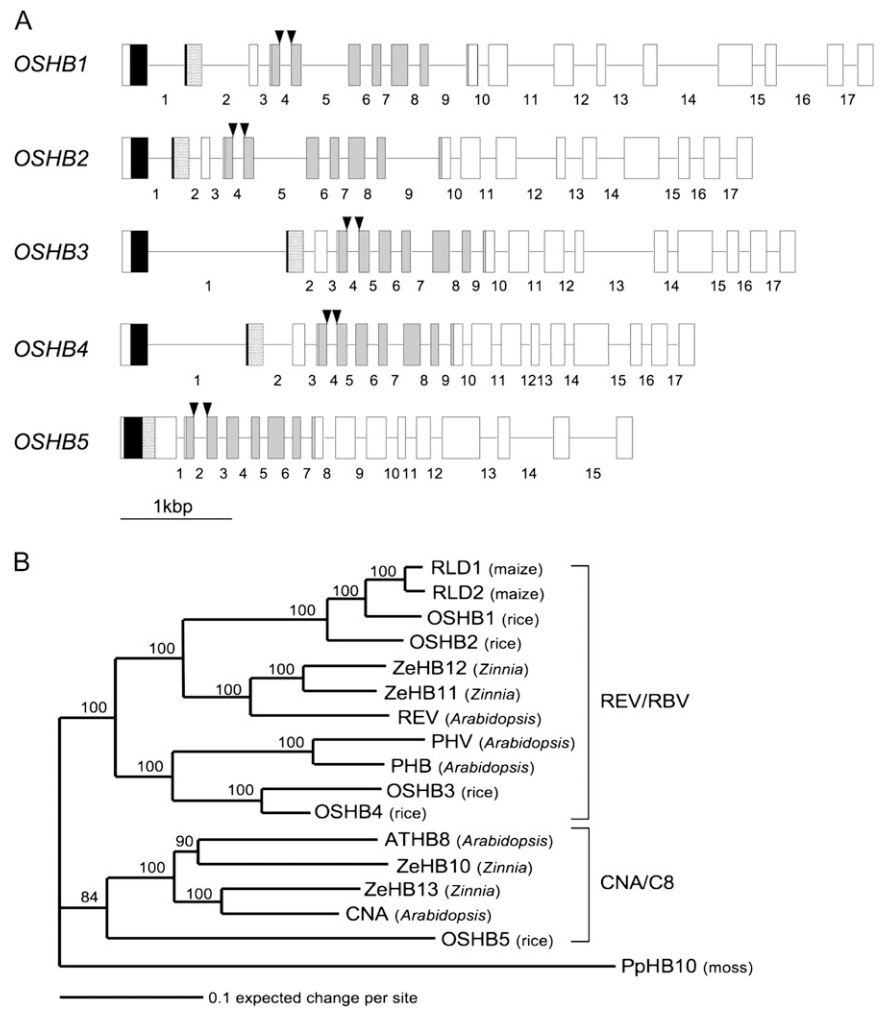 A
OSHB1
1 2 3 4 5 6 7 8 9 10 11 12 13 14 15 16 17
OSHB2
1 2 3 4 5 6 7 8 9 10 11 12 13 14 15 16 17
OSHB3
1 2 3 4 5 6 7 8 9 10 11 12 13 14 15 16 17
OSHB4
1 2 3 4 5 6 7 8 9 10 11 12 13 14 15 16 17
OSHB5
1 2 3 4 5 6 7 8 9 10 11 12 13 14 15
1kbp
B
100 RLD1 (maize)
RLD2 (maize)
100
100 OSHB1 (rice)
OSHB2 (rice)
100
100 ZeHB12 (Zinnia)
ZeHB11 (Zinnia)
100 REV (Arabidopsis)
REV/RBV
100
100 PHV (Arabidopsis)
PHB (Arabidopsis)
100
100 OSHB3 (rice)
OSHB4 (rice)
90 ATHB8 (Arabidopsis)
ZeHB10 (Zinnia)
100
CNA/C8
100 ZeHB13 (Zinnia)
CNA (Arabidopsis)
84
OSHB5 (rice)
PpHB10 (moss)
0.1 expected change per site